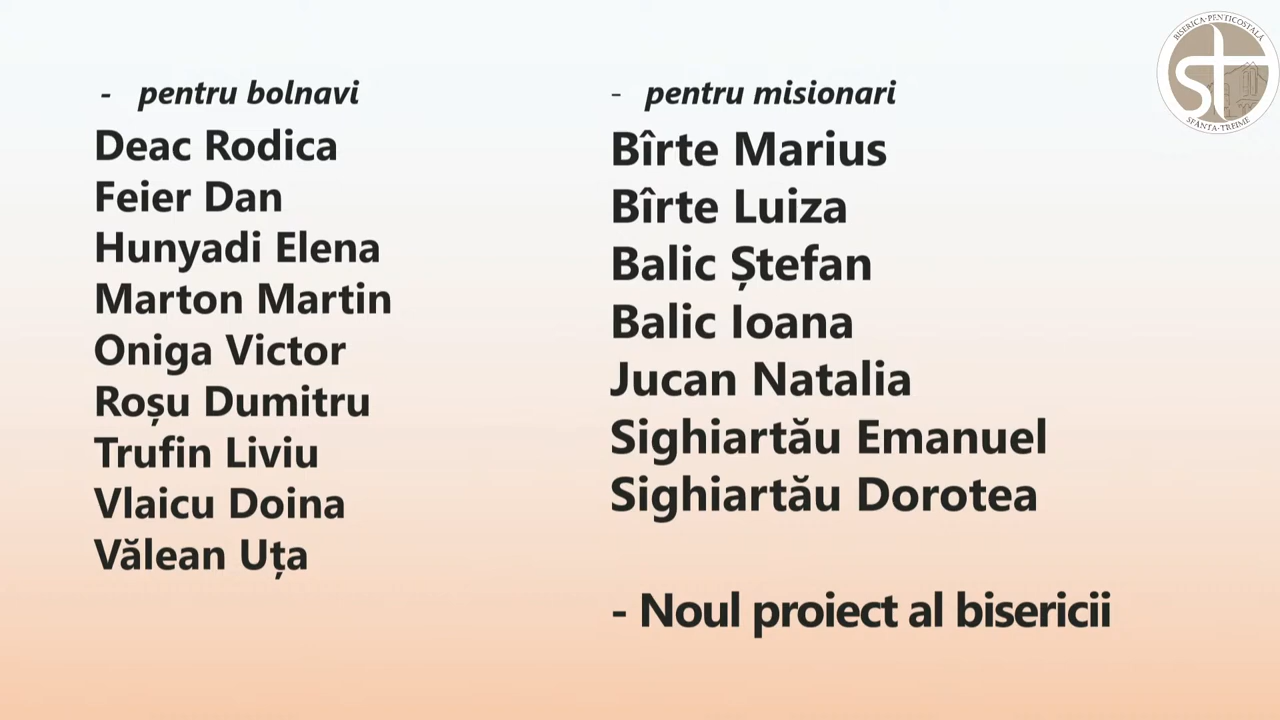 - pentru bolnavi
Deac Rodica
Feier Dan
Hunyadi Elena
Marton Martin
Oniga Victor
Roșu Dumitru
Trufin Liviu
Vlaicu Doina
Vălean Uța
- pentru misionari
Bîrte Marius
Bîrte Luiza
Balic Ștefan
Balic Ioana
Jucan Natalia
Sighiartău Emanuel
Sighiartău Dorotea
- Noul proiect al bisericii
BISERICA PENTICOSTALĂ
ST
SFÂNTA TREIME